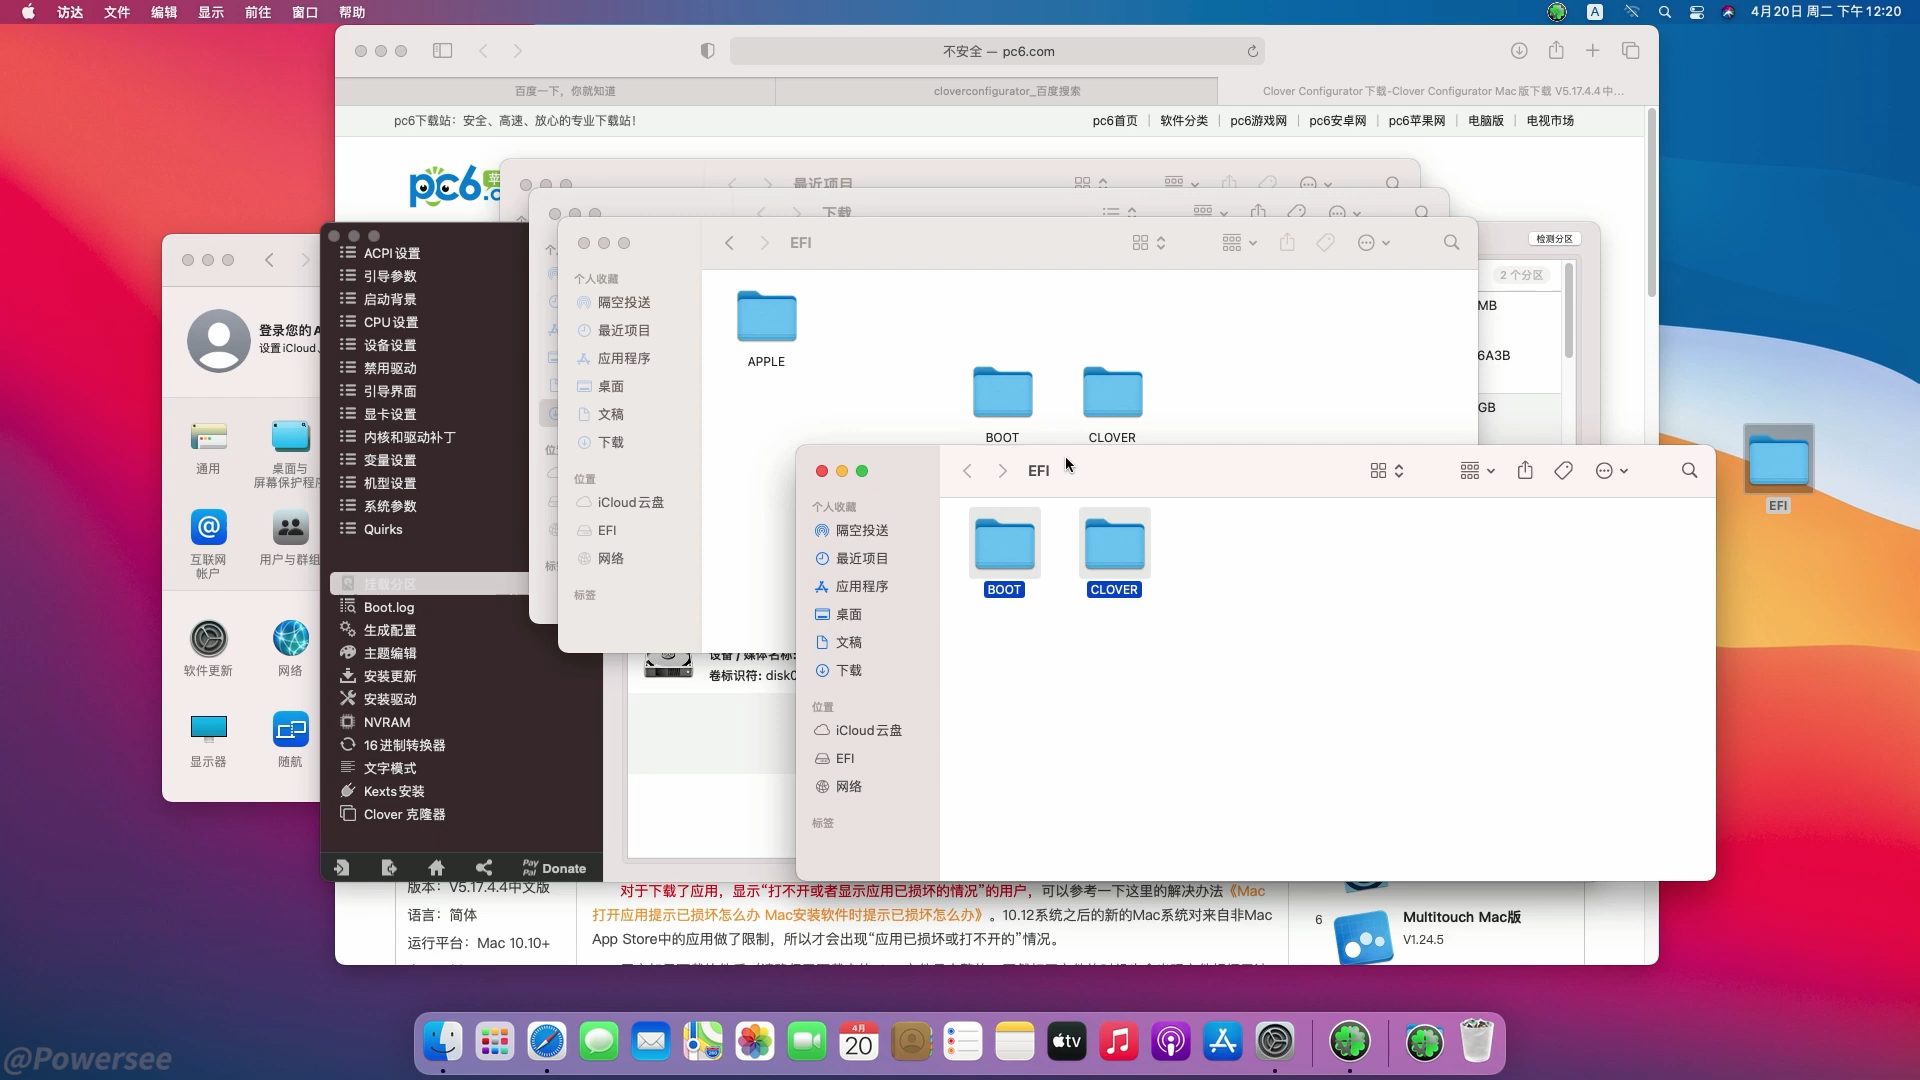 访达 文件 编辑 显示 前往 窗口 帮助
A
4月20日 周二 下午12:20
不安全 — pc6.com
百度一下，你就知道
cloverconfigurator_百度搜索
Clover Configurator下载-Clover Configurator Mac版下载 V5.17.4.4中...
pc6下载站：安全、高速、放心的专业下载站!
pc6首页 | 软件分类 | pc6游戏网 | pc6安卓网 | pc6苹果网 | 电脑版 | 电视市场
最近项目
下载
登录您的A
设置 iCloud、
通用
桌面与
屏幕保护程序
互联网
帐户
用户与群组
软件更新
网络
显示器
随航
ACPI 设置
引导参数
启动背景
CPU 设置
设备设置
禁用驱动
引导界面
显卡设置
内核和驱动补丁
变量设置
机型设置
系统参数
Quirks
挂载分区
Boot.log
生成配置
主题编辑
安装更新
安装驱动
NVRAM
16 进制转换器
文字模式
Kexts 安装
Clover 克隆器
Pay
Pal Donate
EFI
个人收藏
隔空投送
最近项目
应用程序
桌面
文稿
下载
位置
iCloud 云盘
EFI
网络
标签
APPLE
BOOT
CLOVER
检测分区
2 个分区
MB
6A3B
GB
EFI
个人收藏
隔空投送
最近项目
应用程序
桌面
文稿
下载
位置
iCloud 云盘
EFI
网络
标签
BOOT
CLOVER
EFI
设备 / 媒体名称:
卷标识符: disk0
版本：V5.17.4.4中文版
语言：简体
运行平台：Mac 10.10+
对于下载了应用，显示“打不开或者显示应用已损坏的情况”的用户，可以参考一下这里的解决办法《Mac
打开应用提示已损坏怎么办 Mac安装软件时提示已损坏怎么办》。10.12系统之后的新的Mac系统对来自非Mac
App Store中的应用做了限制，所以才会出现“应用已损坏或打不开的”情况。
6
Multitouch Mac版
V1.24.5
4月
20
tv
@Powersee